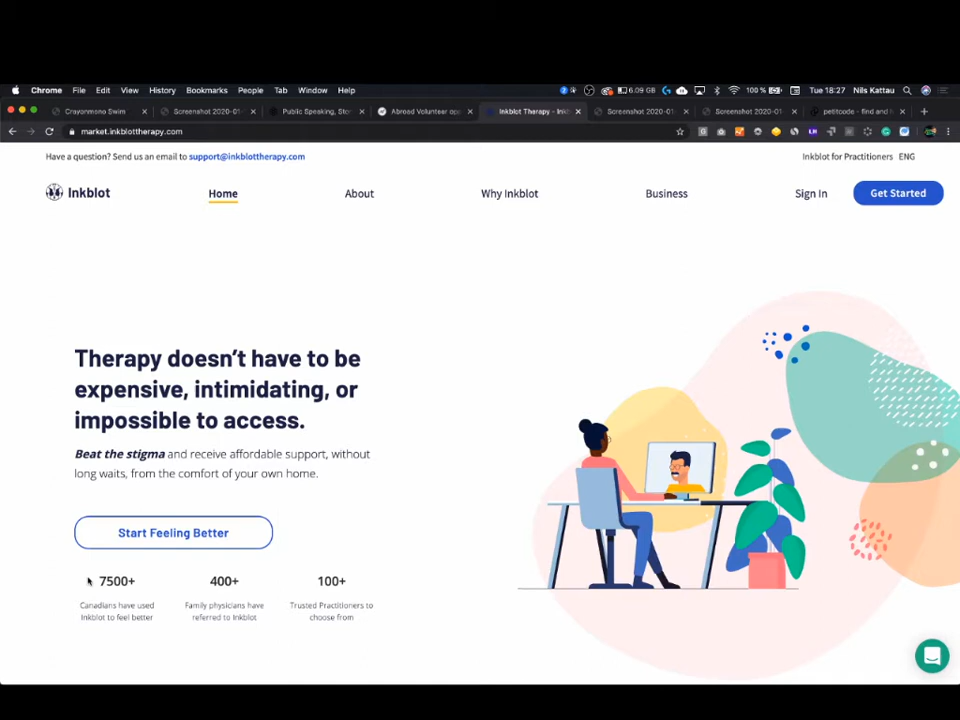 Chrome File Edit View History Bookmarks People Tab Window Help 6.09 GB 100 % Tue 18:27 Nils Kattau
Crayonmono Swim Screenshot 2020-01- Public Speaking, Stor Abroad Volunteer opp Inkblot Therapy – Inkb Screenshot 2020-01 Screenshot 2020-01 petitcode - find and h
market.inkblottherapy.com
Have a question? Send us an email to support@inkblottherapy.com Inkblot for Practitioners ENG
Inkblot Home About Why Inkblot Business Sign In Get Started
Therapy doesn't have to be
expensive, intimidating, or
impossible to access.
Beat the stigma and receive affordable support, without
long waits, from the comfort of your own home.
Start Feeling Better
7500+ 400+ 100+
Canadians have used Family physicians have Trusted Practitioners to
Inkblot to feel better referred to Inkblot choose from